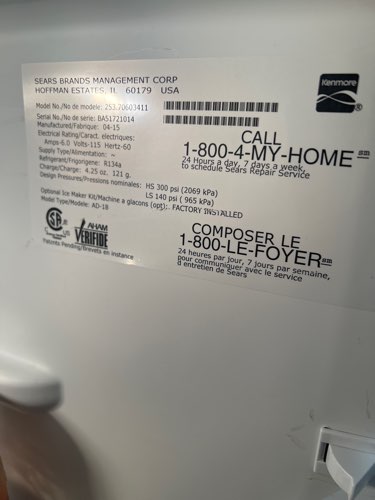 SEARS BRANDS MANAGEMENT CORP
HOFFMAN ESTATES, IL 60179 USA
Kenmore
®
Model No./No de modele: 253.70603411
Serial No./No de série: BA51721014
Manufactured/Fabrique: 04-15
Electrical Rating/Caract. electriques:
Amps-6.0 Volts-115 Hertz-60
Supply Type/Alimentation: ~
Refrigerant/Frigorigene: R134a
Charge/Charge: 4.25 oz. 121 g.
Design Pressures/Pressions nominales: HS 300 psi (2069 kPa)
LS 140 psi (965 kPa)
Optional Ice Maker Kit/Machine a glacons (opt): FACTORY INSTALLED
Model Type/Modele: AD-18
CALL
1-800-4-MY-HOME sm
24 Hours a day, 7 days a week,
to schedule Sears Repair Service
SA
US
AHAM
VERIFIDE
Patents Pending/Brevets en instance
COMPOSER LE
1-800-LE-FOYER sm
24 heures par jour, 7 jours par semaine,
pour communiquer avec le service
d entretien de Sears